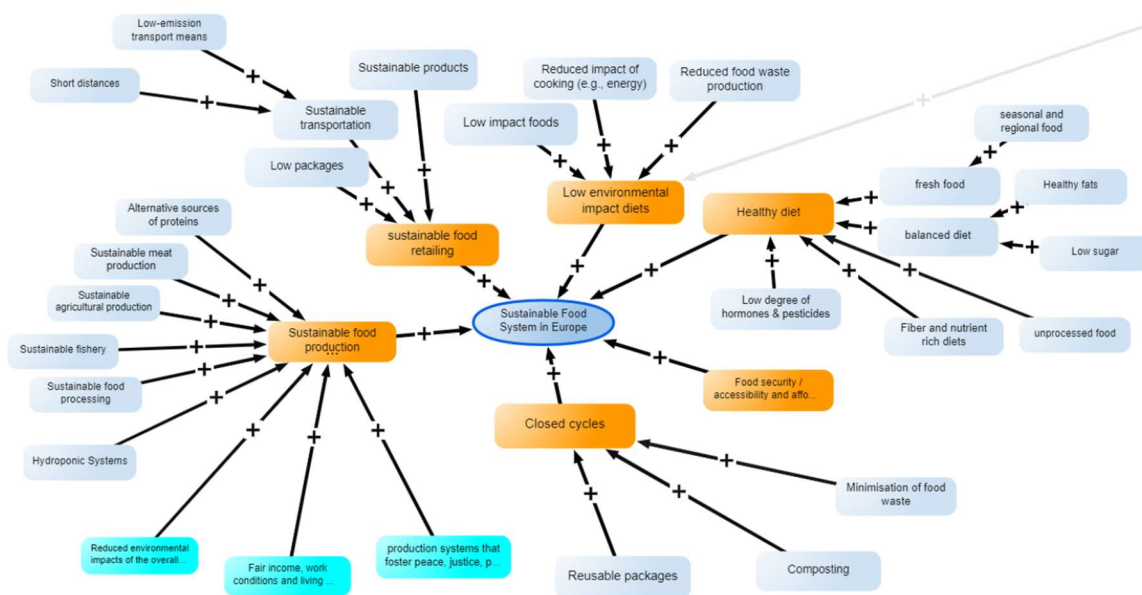 Low-emission
transport means
Short distances
Sustainable
transportation
Sustainable products
Low packages
sustainable food
retailing
Reduced impact of
cooking (e.g., energy)
Reduced food waste
production
Low impact foods
Low environmental
impact diets
seasonal and
regional food
fresh food
Healthy fats
Healthy diet
balanced diet
Low sugar
Low degree of
hormones & pesticides
Fiber and nutrient
rich diets
unprocessed food
Alternative sources
of proteins
Sustainable meat
production
Sustainable
agricultural production
Sustainable fishery
Sustainable food
processing
Hydroponic Systems
Sustainable food
production
...
Sustainable Food
System in Europe
Food security /
accessibility and affo...
Closed cycles
Minimisation of food
waste
Composting
Reusable packages
Reduced environmental
impacts of the overall...
Fair income, work
conditions and living ...
production systems that
foster peace, justice, p...